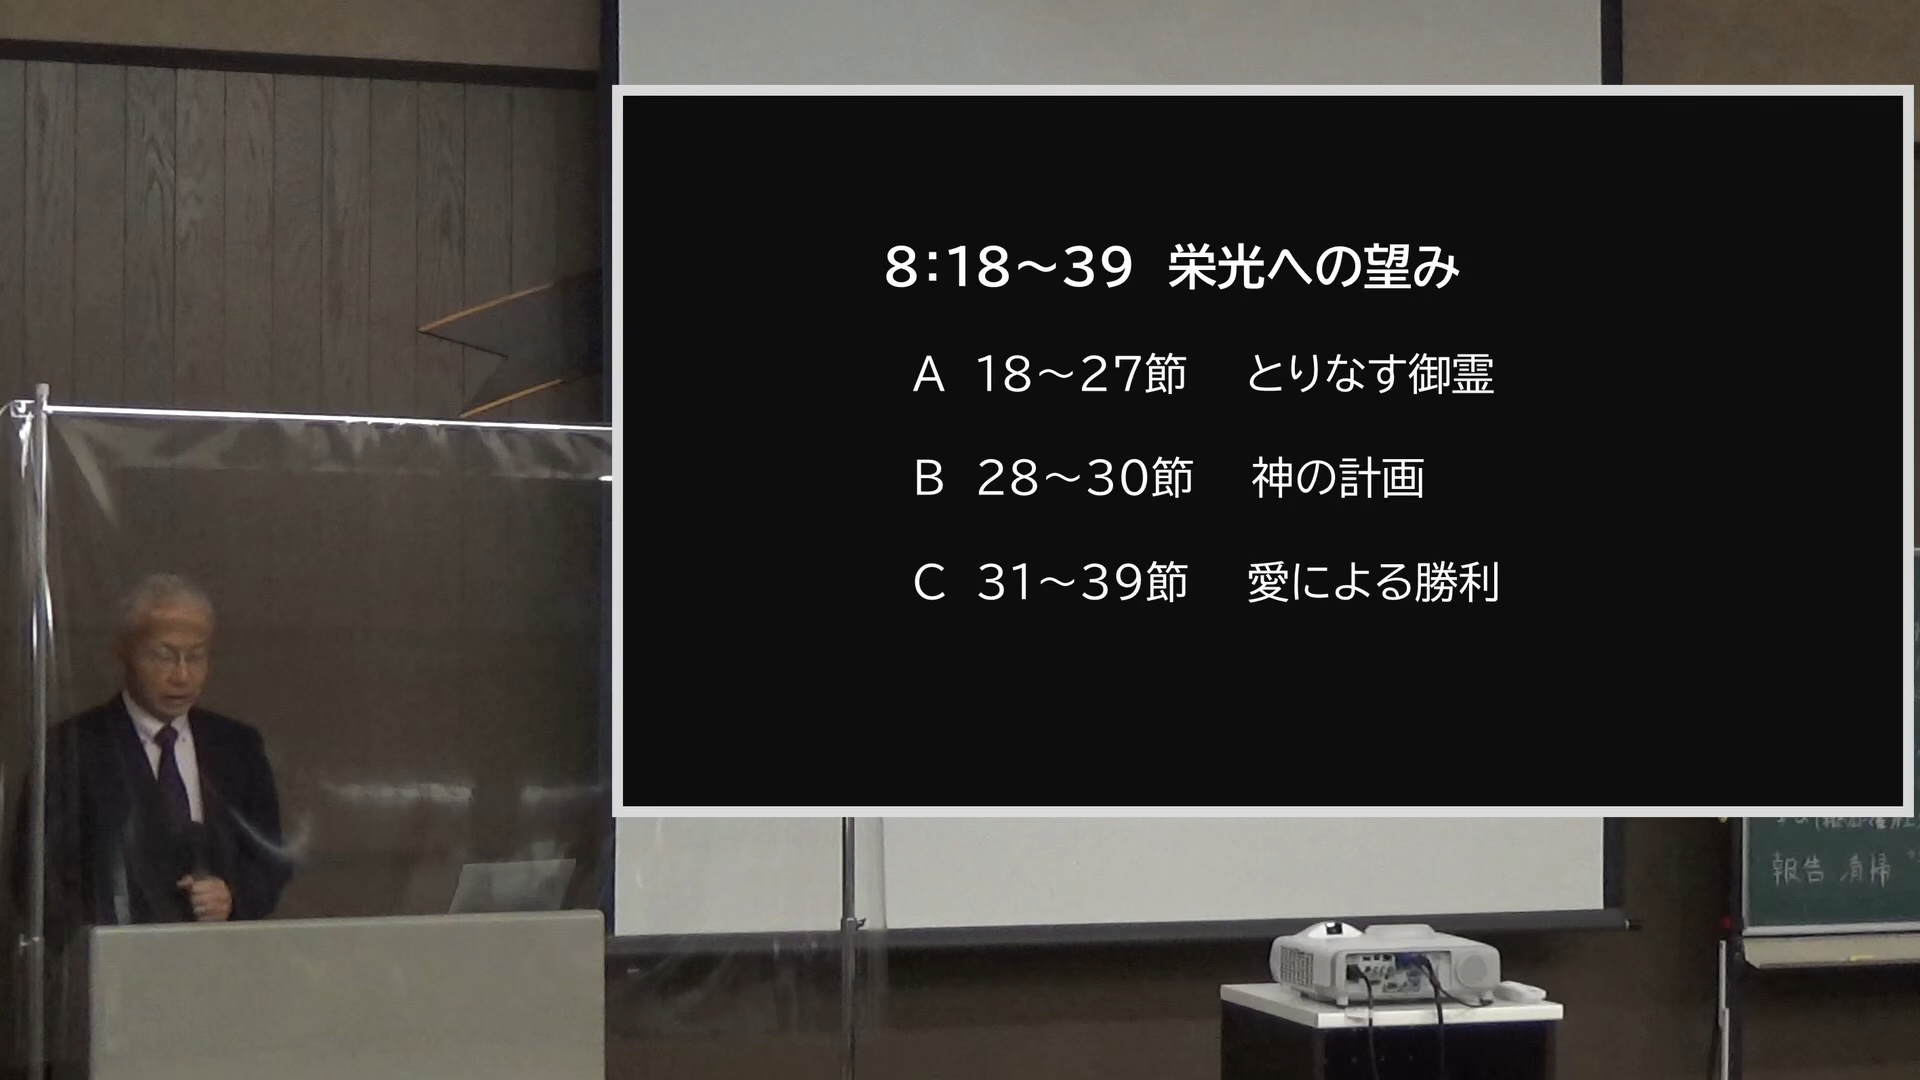 8：18～39　栄光への望み
A　18～27節　とりなす御霊
B　28～30節　神の計画
C　31～39節　愛による勝利
報告 清掃